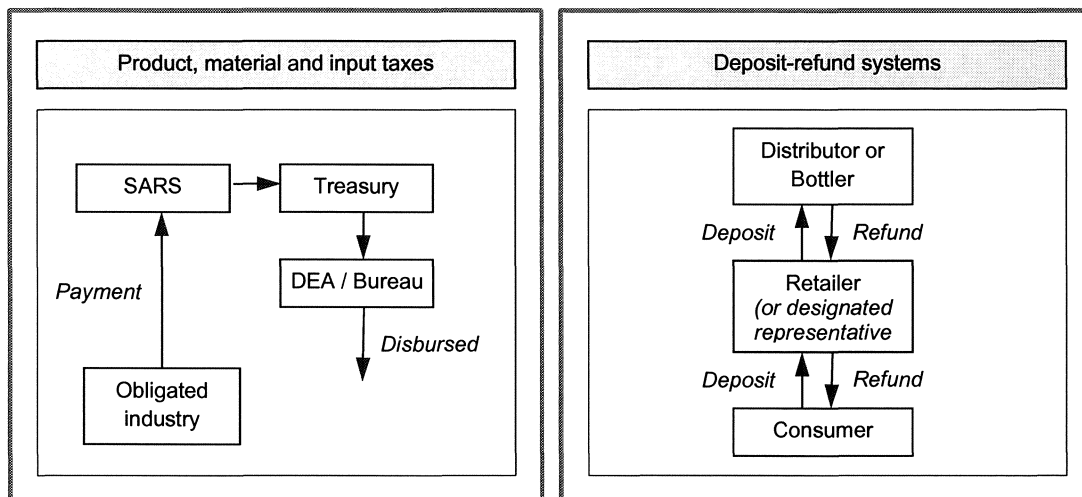 Product, material and input taxes
SARS
Treasury
DEA / Bureau
Payment
Disbursed
Obligated
industry
Deposit-refund systems
Distributor or
Bottler
Deposit
Refund
Retailer
(or designated
representative
Deposit
Refund
Consumer